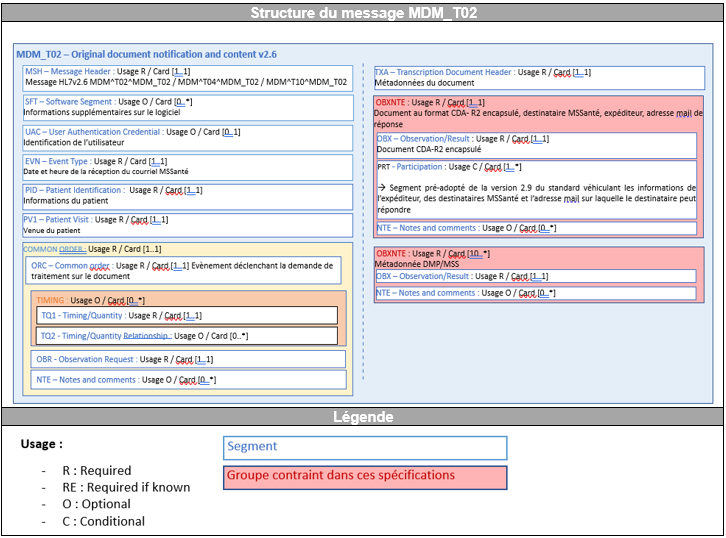 Structure du message MDM_T02
MDM_T02 – Original document notification and content v2.6
MSH – Message Header : Usage R / Card [1..1]
Message HL7v2.6 MDM^T02^MDM_T02 / MDM^T04^MDM_T02 / MDM^T10^MDM_T02
SFT – Software Segment : Usage O / Card [0..*]
Informations supplémentaires sur le logiciel
UAC – User Authentication Credential : Usage O / Card [0..1]
Identification de l'utilisateur
EVN – Event Type : Usage R / Card [1..1]
Date et heure de la réception du courriel MSSanté
PID – Patient Identification : Usage R / Card [1..1]
Informations du patient
PV1 – Patient Visit : Usage R / Card [1..1]
Venue du patient
COMMON ORDER : Usage R / Card [1..1]
ORC – Common order : Usage R / Card [1..1] Evènement déclenchant la demande de
traitement sur le document
TIMING : Usage O / Card [0..*]
TQ1 - Timing/Quantity : Usage R / Card [1..1]
TQ2 - Timing/Quantity Relationship : Usage O / Card [0..*]
OBR - Observation Request : Usage R / Card [1..1]
NTE – Notes and comments : Usage O / Card [0..*]
TXA – Transcription Document Header : Usage R / Card [1..1]
Métadonnées du document
OBXNTE : Usage R / Card [1..1]
Document au format CDA- R2 encapsulé, destinataire MSSanté, expéditeur, adresse mail de
réponse
OBX – Observation/Result : Usage R / Card [1..1]
Document CDA-R2 encapsulé
PRT - Participation : Usage C / Card [1..*]
→ Segment pré-adopté de la version 2.9 du standard véhiculant les informations de
l'expéditeur, des destinataires MSSanté et l'adresse mail sur laquelle le destinataire peut
répondre
NTE – Notes and comments : Usage O / Card [0..*]
OBXNTE : Usage R / Card [10..*]
Métadonnée DMP/MSS
OBX – Observation/Result : Usage R / Card [1..1]
NTE – Notes and comments : Usage O / Card [0..*]
Légende
Usage :
- R : Required
- RE : Required if known
- O : Optional
- C : Conditional
Segment
Groupe contraint dans ces spécifications